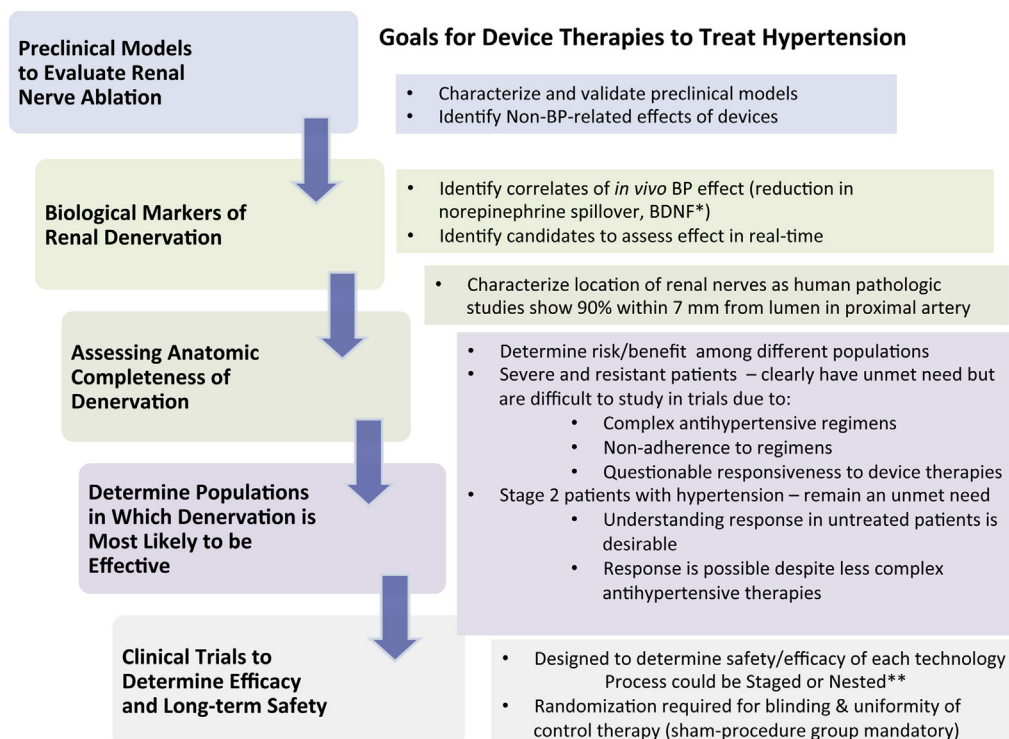 Goals for Device Therapies to Treat Hypertension
Preclinical Models
to Evaluate Renal
Nerve Ablation
• Characterize and validate preclinical models
• Identify Non-BP-related effects of devices
Biological Markers of
Renal Denervation
• Identify correlates of in vivo BP effect (reduction in
norepinephrine spillover, BDNF*)
• Identify candidates to assess effect in real-time
Assessing Anatomic
Completeness of
Denervation
• Characterize location of renal nerves as human pathologic
studies show 90% within 7 mm from lumen in proximal artery
Determine Populations
in Which Denervation is
Most Likely to be
Effective
• Determine risk/benefit among different populations
• Severe and resistant patients – clearly have unmet need but
are difficult to study in trials due to:
• Complex antihypertensive regimens
• Non-adherence to regimens
• Questionable responsiveness to device therapies
• Stage 2 patients with hypertension – remain an unmet need
• Understanding response in untreated patients is
desirable
• Response is possible despite less complex
antihypertensive therapies
Clinical Trials to
Determine Efficacy
and Long-term Safety
• Designed to determine safety/efficacy of each technology
Process could be Staged or Nested**
• Randomization required for blinding & uniformity of
control therapy (sham-procedure group mandatory)